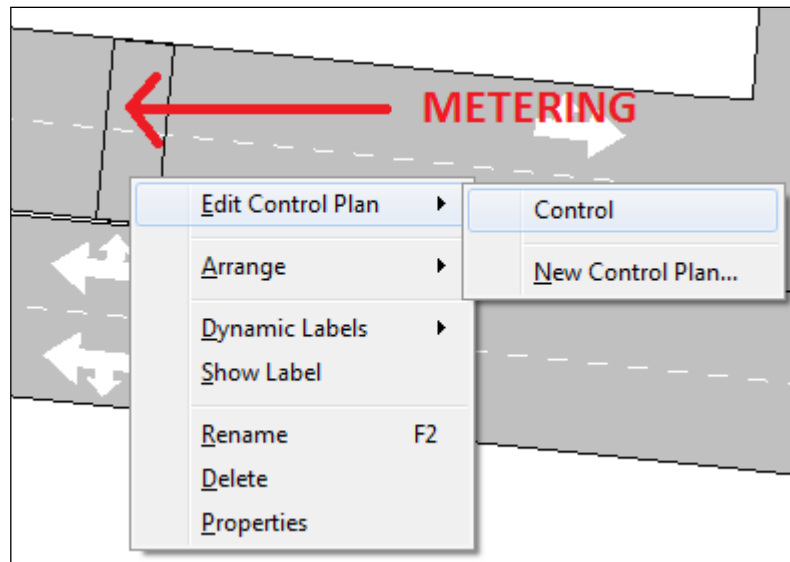 METERING
Edit Control Plan
Control
Arrange
New Control Plan...
Dynamic Labels
Show Label
Rename F2
Delete
Properties